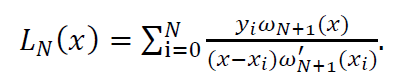 L_N(x) = ∑_{i=0}^{N} \frac{y_i ω_{N+1}(x)}{(x−x_i)ω'_{N+1}(x_i)}.